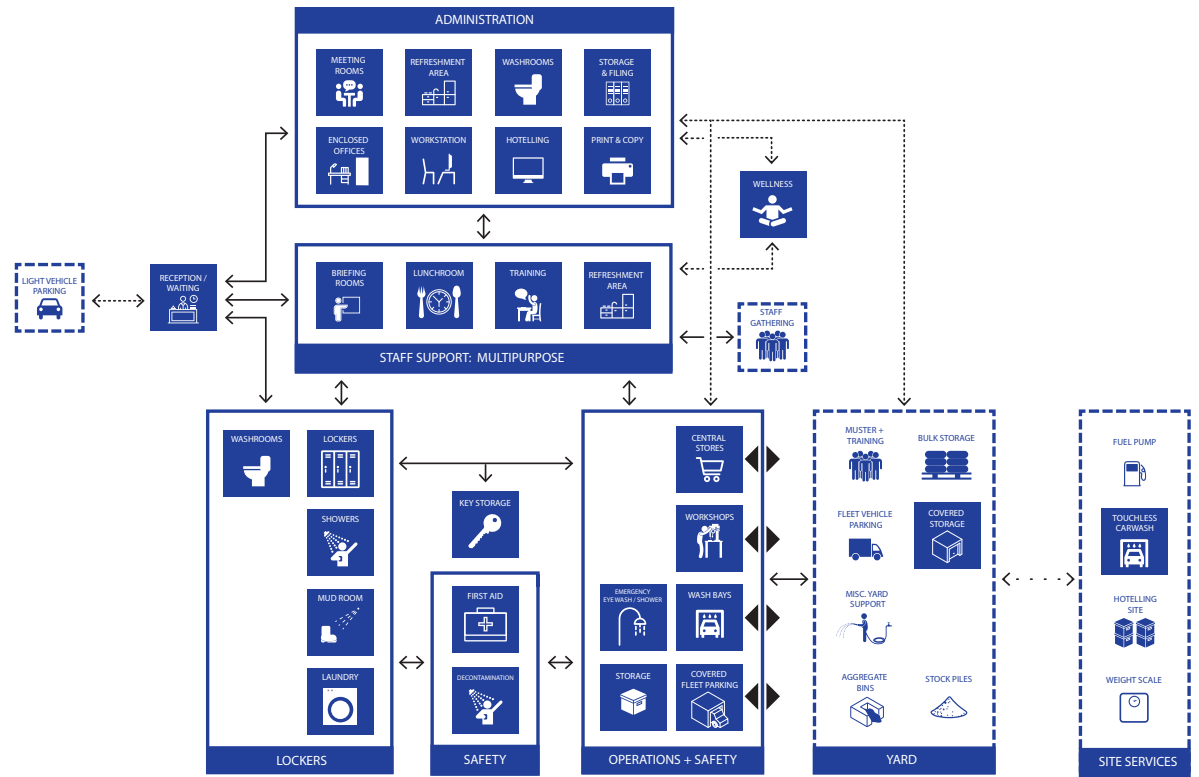 ADMINISTRATION
MEETING
ROOMS
REFRESHMENT
AREA
WASHROOMS
STORAGE
& FILING
ENCLOSED
OFFICES
WORKSTATION
HOTELLING
PRINT & COPY
WELLNESS
LIGHT VEHICLE
PARKING
RECEPTION /
WAITING
BRIEFING
ROOMS
LUNCHROOM
TRAINING
REFRESHMENT
AREA
STAFF SUPPORT: MULTIPURPOSE
STAFF
GATHERING
WASHROOMS
LOCKERS
SHOWERS
MUD ROOM
LAUNDRY
LOCKERS
KEY STORAGE
FIRST AID
DECONTAMINATION
SAFETY
CENTRAL
STORES
WORKSHOPS
EMERGENCY
EYE WASH / SHOWER
WASH BAYS
STORAGE
COVERED
FLEET PARKING
OPERATIONS + SAFETY
MUSTER +
TRAINING
BULK STORAGE
FLEET VEHICLE
PARKING
COVERED
STORAGE
MISC. YARD
SUPPORT
AGGREGATE
BINS
STOCK PILES
YARD
FUEL PUMP
TOUCHLESS
CARWASH
HOTELLING
SITE
WEIGHT SCALE
SITE SERVICES